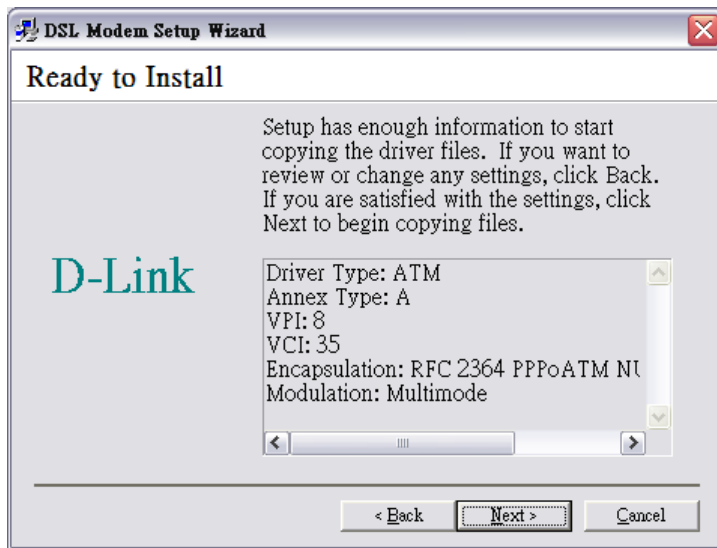 DSL Modem Setup Wizard
Ready to Install
Setup has enough information to start
copying the driver files. If you want to
review or change any settings, click Back.
If you are satisfied with the settings, click
Next to begin copying files.
D-Link
Driver Type: ATM
Annex Type: A
VPI: 8
VCI: 35
Encapsulation: RFC 2364 PPPoATM NU
Modulation: Multimode
< Back
Next >
Cancel